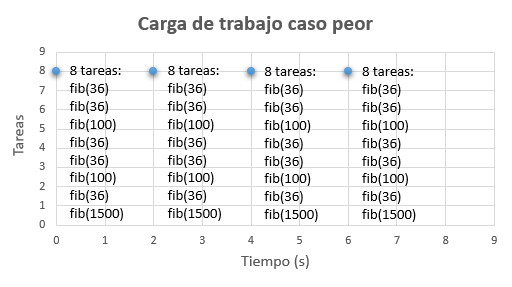 Carga de trabajo caso peor
Tareas
9
8
7
6
5
4
3
2
1
0
8 tareas:
fib(36)
fib(36)
fib(100)
fib(36)
fib(36)
fib(100)
fib(36)
fib(1500)
8 tareas:
fib(36)
fib(36)
fib(100)
fib(36)
fib(36)
fib(100)
fib(36)
fib(1500)
8 tareas:
fib(36)
fib(36)
fib(100)
fib(36)
fib(36)
fib(100)
fib(36)
fib(1500)
8 tareas:
fib(36)
fib(36)
fib(100)
fib(36)
fib(36)
fib(100)
fib(36)
fib(1500)
0 1 2 3 4 5 6 7 8 9
Tiempo (s)